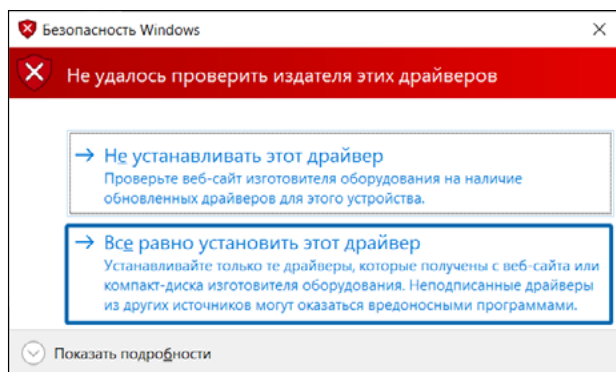 Безопасность Windows
Не удалось проверить издателя этих драйверов
Не устанавливать этот драйвер
Проверьте веб-сайт изготовителя оборудования на наличие
обновленных драйверов для этого устройства.
Все равно установить этот драйвер
Устанавливайте только те драйверы, которые получены с веб-сайта или
компакт-диска изготовителя оборудования. Неподписанные драйверы
из других источников могут оказаться вредоносными программами.
Показать подробности